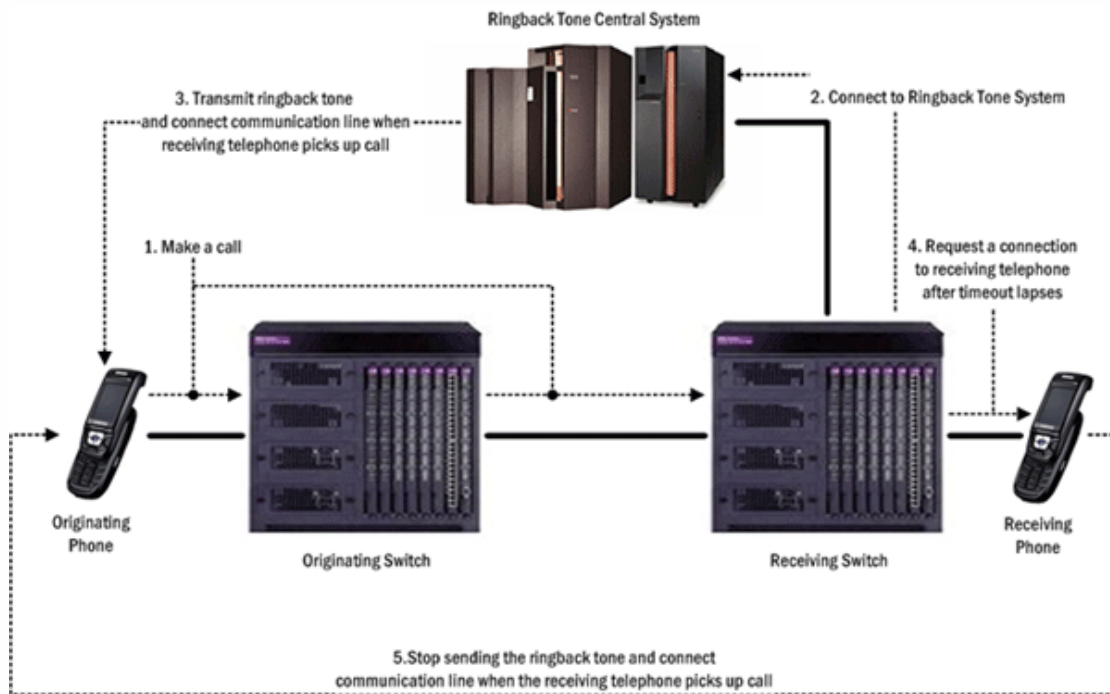 Ringback Tone Central System
3. Transmit ringback tone
and connect communication line when
receiving telephone picks up call
2. Connect to Ringback Tone System
1. Make a call
4. Request a connection
to receiving telephone
after timeout lapses
Originating
Phone
Originating Switch
Receiving Switch
Receiving
Phone
5.Stop sending the ringback tone and connect
communication line when the receiving telephone picks up call